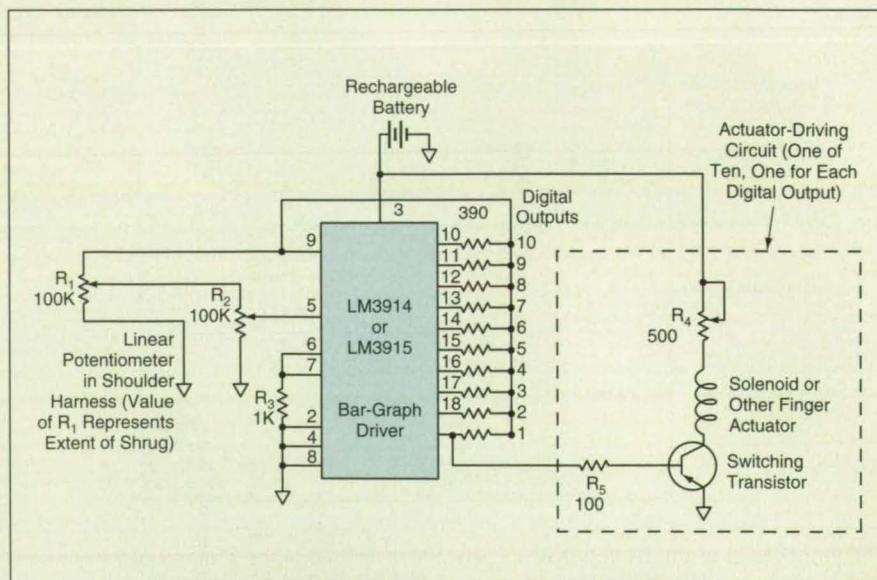 Rechargeable
Battery
Actuator-Driving
Circuit (One of
Ten, One for Each
Digital Output)
3
390
Digital
Outputs
9
10
10
11
9
12
8
R1
100K
R2
100K
5
13
7
LM3914
or
LM3915
14
6
15
5
R4
500
Linear
Potentiometer
in Shoulder
Harness (Value
of R1 Represents
Extent of Shrug)
6
7
16
4
17
3
R3
1K
2
4
8
Bar-Graph
Driver
18
2
1
Solenoid or
Other Finger
Actuator
Switching
Transistor
R5
100